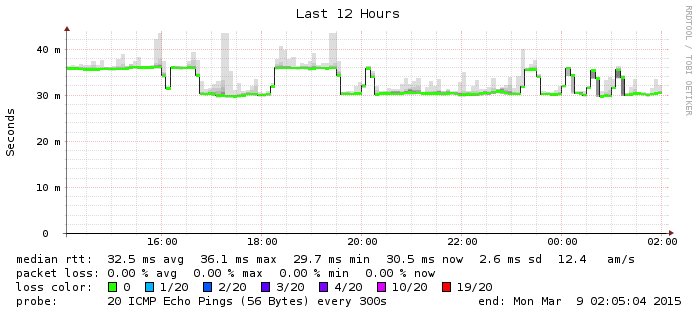 Last 12 Hours
RRDTOOL / TOBI OETIKER
Seconds
40 m
30 m
20 m
10 m
0
16:00 18:00 20:00 22:00 00:00 02:00
median rtt: 32.5 ms avg 36.1 ms max 29.7 ms min 30.5 ms now 2.6 ms sd 12.4 am/s
packet loss: 0.00 % avg 0.00 % max 0.00 % min 0.00 % now
loss color: 0 1/20 2/20 3/20 4/20 10/20 19/20
probe: 20 ICMP Echo Pings (56 Bytes) every 300s end: Mon Mar 9 02:05:04 2015